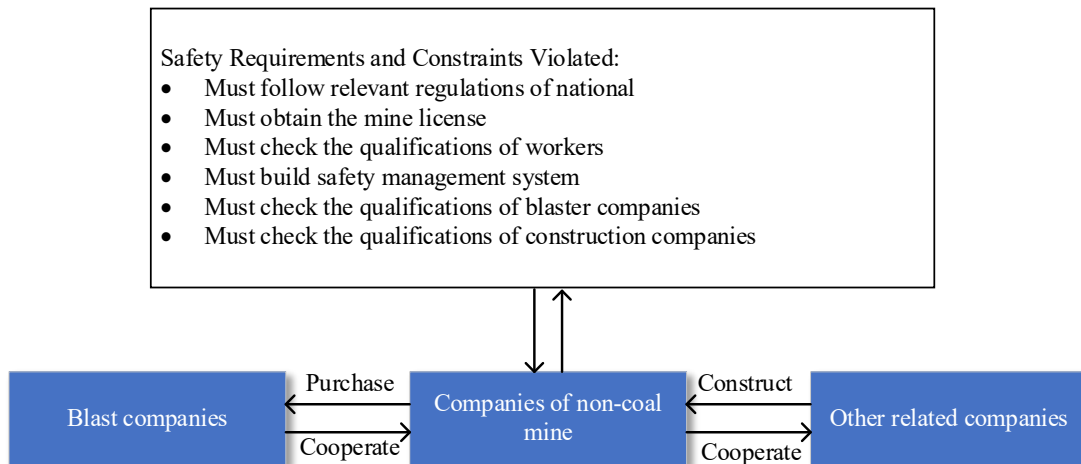 Safety Requirements and Constraints Violated:
• Must follow relevant regulations of national
• Must obtain the mine license
• Must check the qualifications of workers
• Must build safety management system
• Must check the qualifications of blaster companies
• Must check the qualifications of construction companies
Purchase
Construct
Blast companies
Companies of non-coal
mine
Other related companies
Cooperate
Cooperate